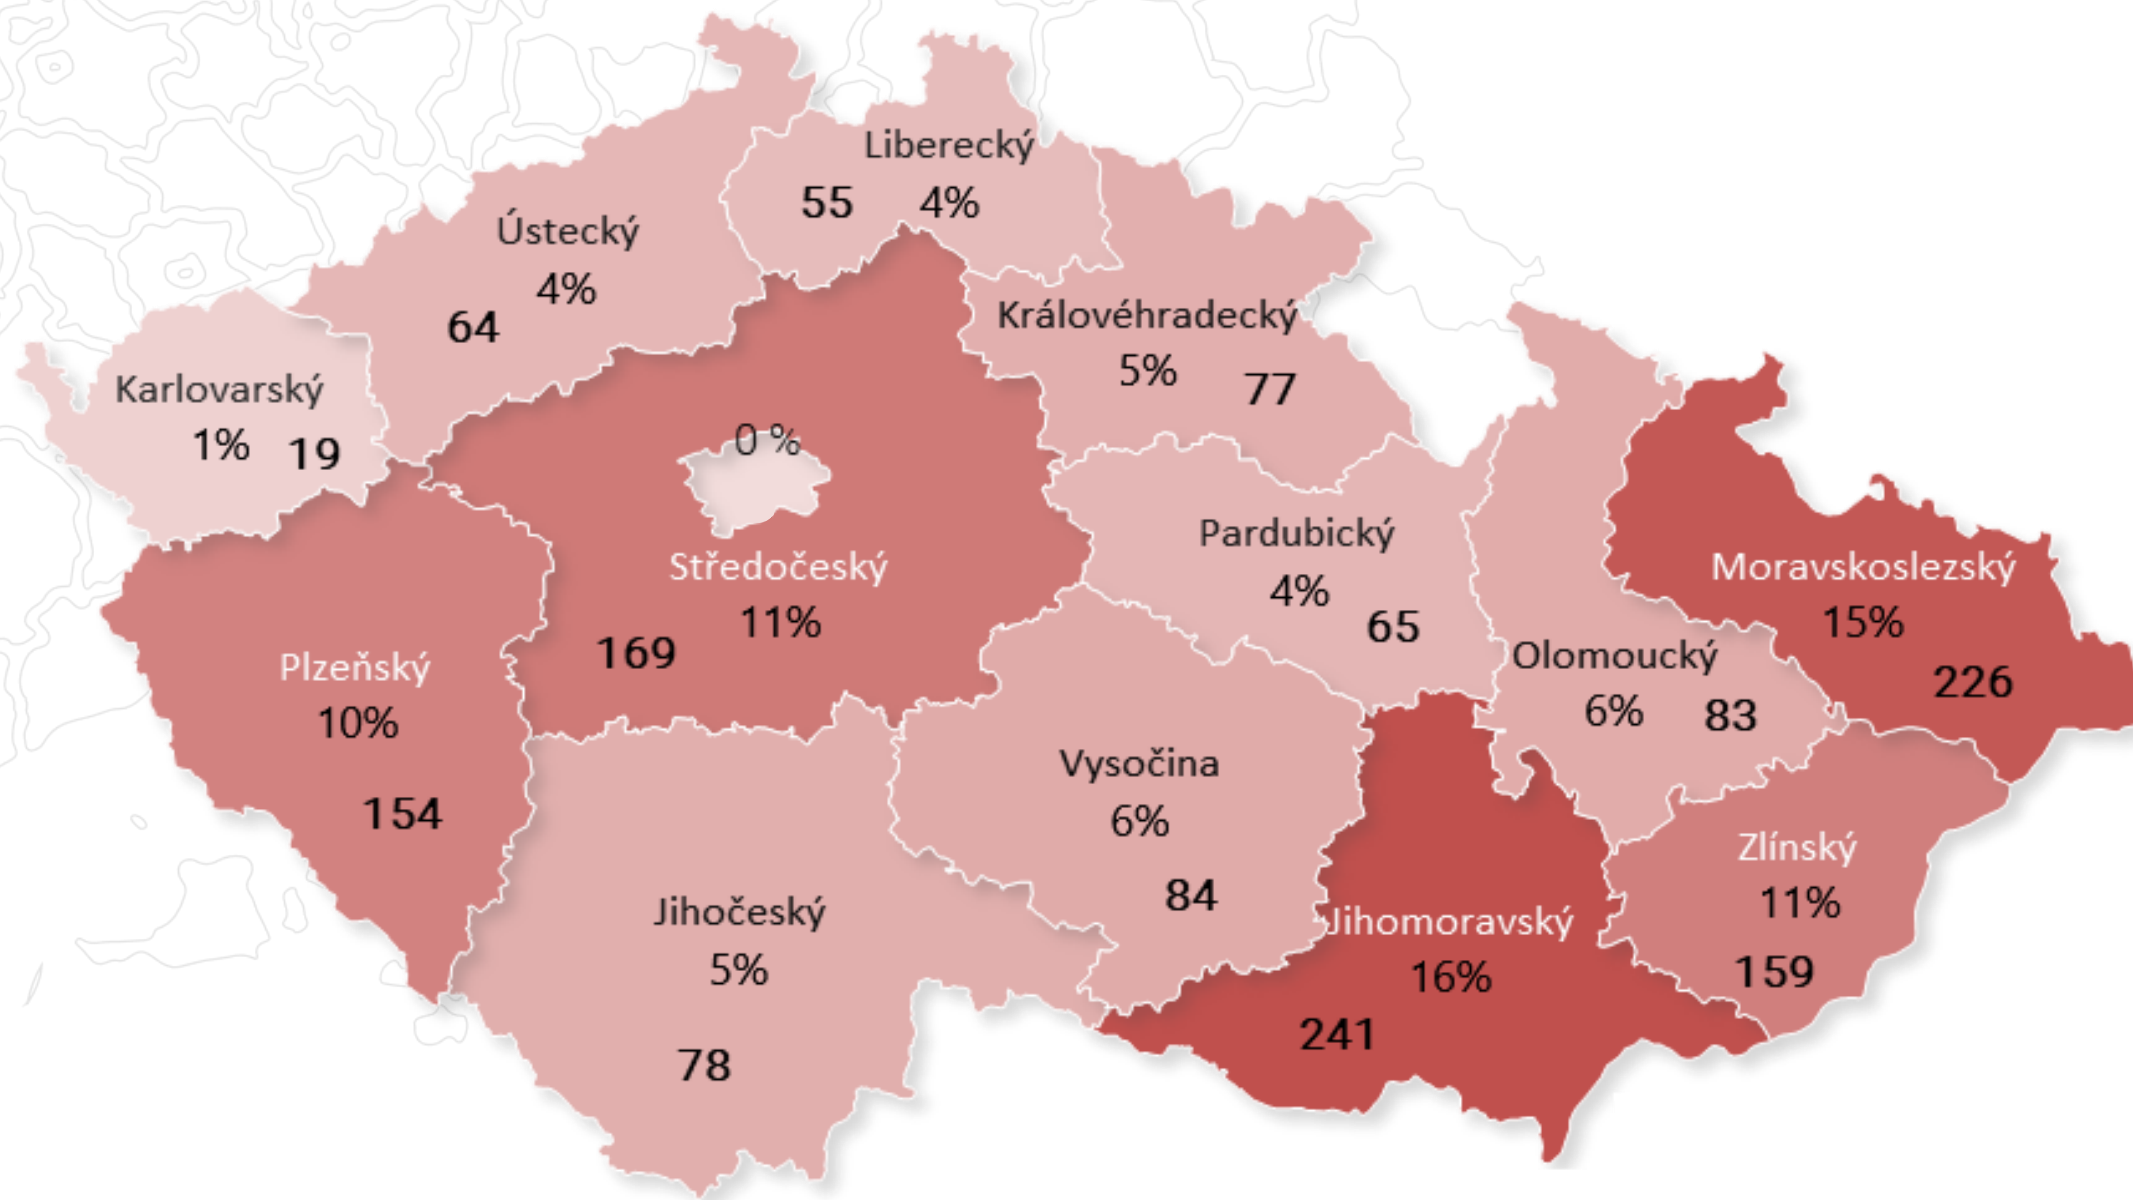 Liberecký
55 4%
Ústecký
4%
64
Královéhradecký
5%
77
Karlovarský
1% 19
0 %
Středočeský
11%
169
Pardubický
4%
65
Moravskoslezský
15%
226
Olomoucký
6% 83
Plzeňský
10%
154
Vysočina
6%
84
Jihočeský
5%
78
Jihomoravský
16%
241
Zlínský
11%
159